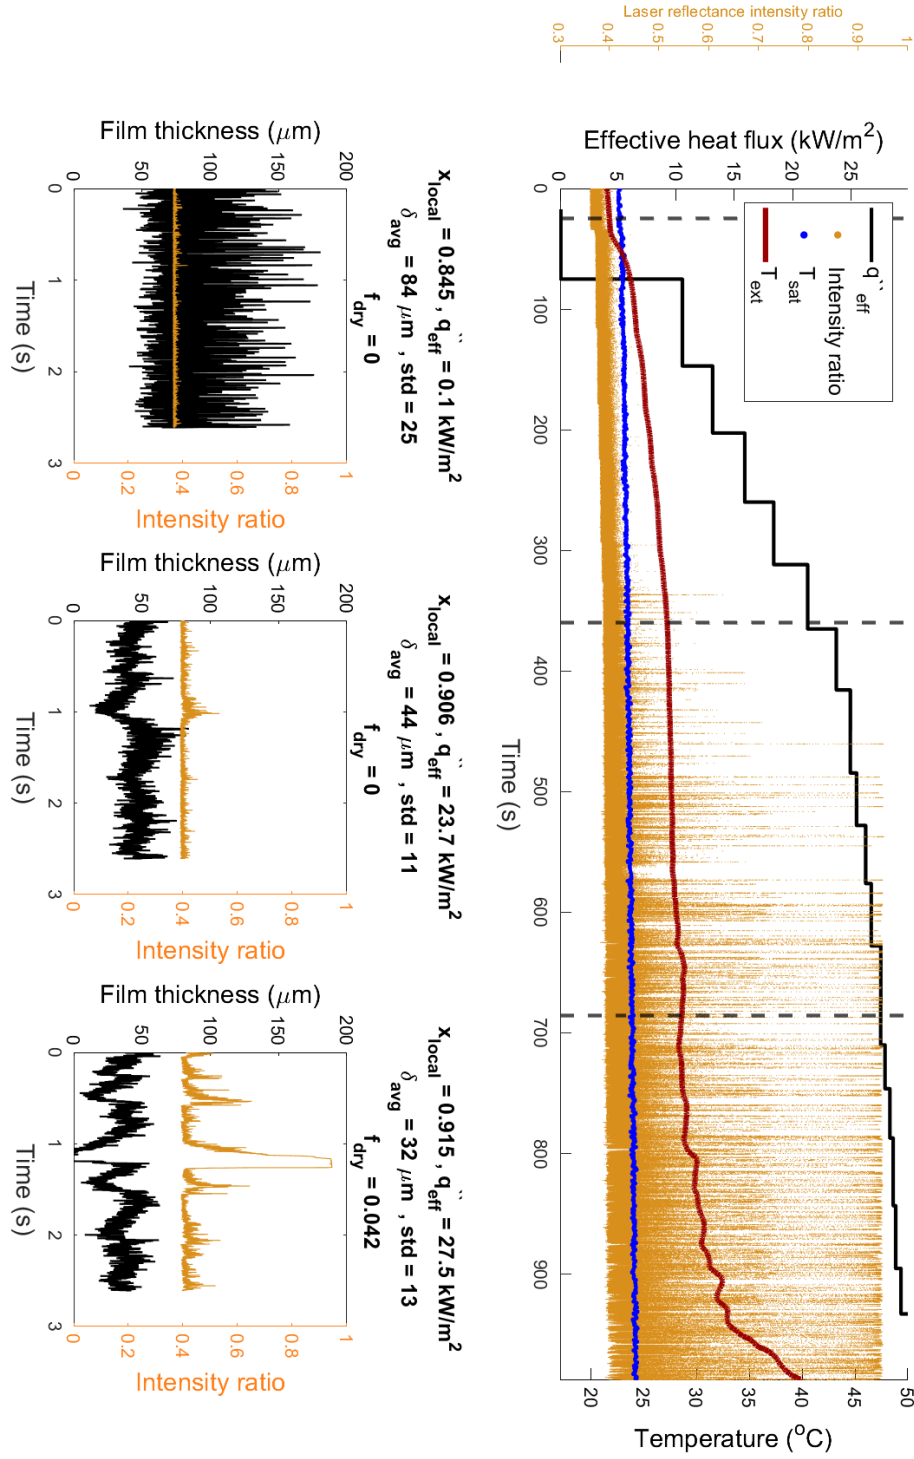 Laser reflectance intensity ratio
0.3 0.4 0.5 0.6 0.7 0.8 0.9 1
Effective heat flux (kW/m2)
0 5 10 15 20 25
q``eff
Intensity ratio
Tsat
Text
0 100 200 300 400 500 600 700 800 900
Time (s)
20 25 30 35 40 45 50
Temperature (oC)
xlocal = 0.845 , q``eff = 0.1 kW/m2
δavg = 84 μm , std = 25
fdry = 0
Film thickness (μm)
0 50 100 150 200
0 1 2 3
Time (s)
0 0.2 0.4 0.6 0.8 1
Intensity ratio
xlocal = 0.906 , q``eff = 23.7 kW/m2
δavg = 44 μm , std = 11
fdry = 0
Film thickness (μm)
0 50 100 150 200
0 1 2 3
Time (s)
0 0.2 0.4 0.6 0.8 1
Intensity ratio
xlocal = 0.915 , q``eff = 27.5 kW/m2
δavg = 32 μm , std = 13
fdry = 0.042
Film thickness (μm)
0 50 100 150 200
0 1 2 3
Time (s)
0 0.2 0.4 0.6 0.8 1
Intensity ratio